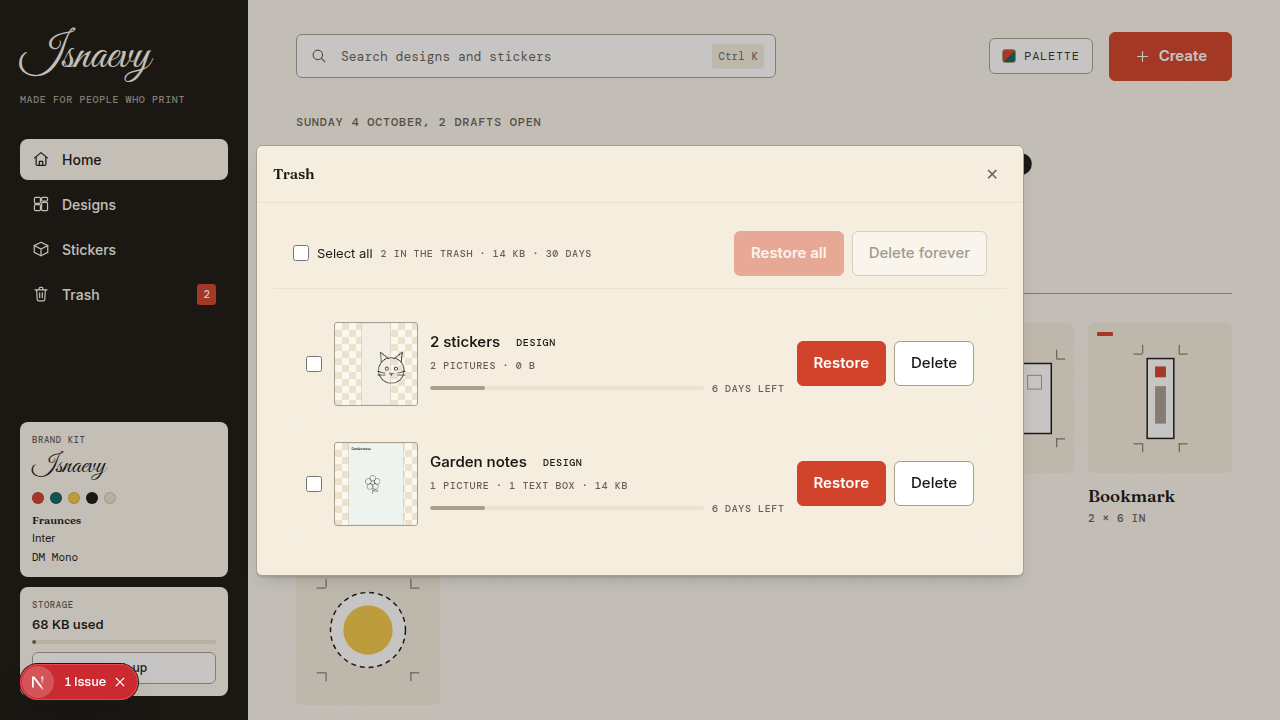 Isnaevy
MADE FOR PEOPLE WHO PRINT
Home
Designs
Stickers
Trash 2
BRAND KIT
Isnaevy
Fraunces
Inter
DM Mono
STORAGE
68 KB used
up
1 Issue
Search designs and stickers Ctrl K
PALETTE
Create
SUNDAY 4 OCTOBER, 2 DRAFTS OPEN
Trash
Select all 2 IN THE TRASH · 14 KB · 30 DAYS
Restore all
Delete forever
2 stickers DESIGN
2 PICTURES · 0 B
6 DAYS LEFT
Restore
Delete
Garden notes DESIGN
1 PICTURE · 1 TEXT BOX · 14 KB
6 DAYS LEFT
Restore
Delete
Garden notes
Bookmark
2 × 6 IN